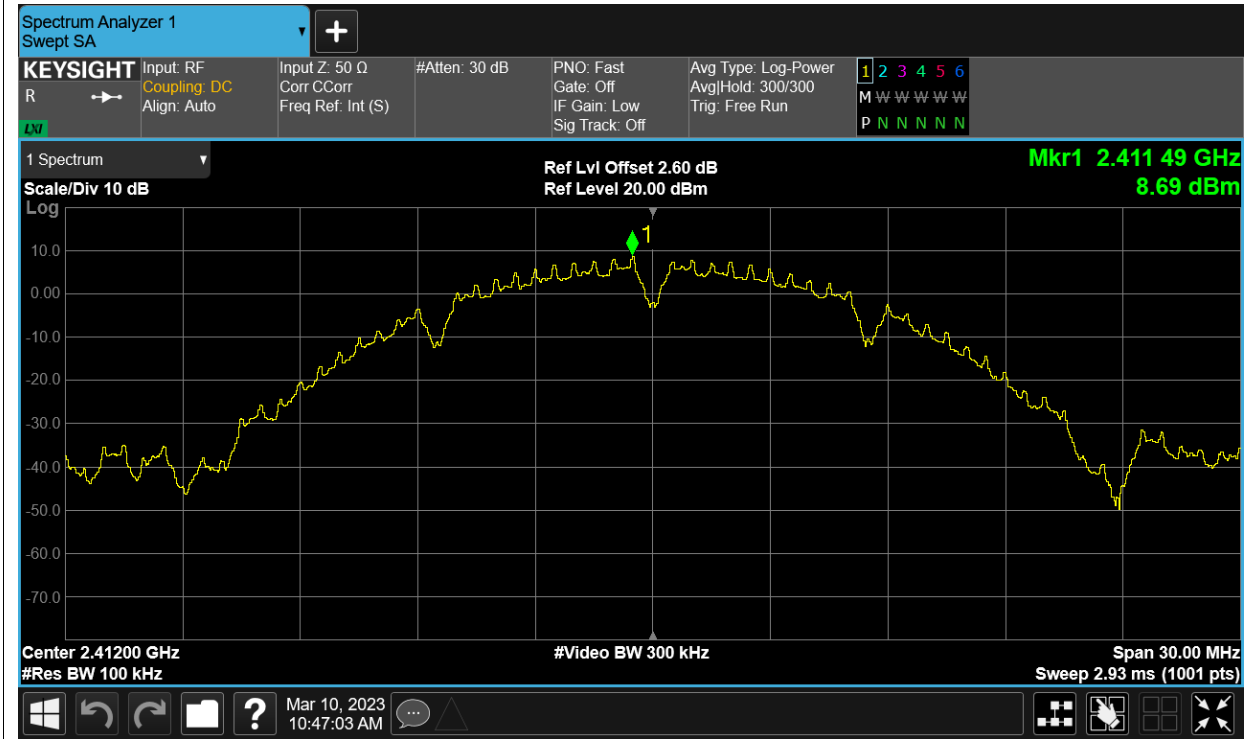 Spectrum Analyzer 1
Swept SA
KEYSIGHT
R
LXI
Input: RF
Coupling: DC
Align: Auto
Input Z: 50 Ω
Corr CCorr
Freq Ref: Int (S)
#Atten: 30 dB
PNO: Fast
Gate: Off
IF Gain: Low
Sig Track: Off
Avg Type: Log-Power
Avg|Hold: 300/300
Trig: Free Run
1 2 3 4 5 6
M W W W W W
P N N N N N
1 Spectrum
Scale/Div 10 dB
Ref Lvl Offset 2.60 dB
Ref Level 20.00 dBm
Mkr1 2.411 49 GHz
8.69 dBm
Log
1
10.0
0.00
-10.0
-20.0
-30.0
-40.0
-50.0
-60.0
-70.0
Center 2.41200 GHz
#Res BW 100 kHz
#Video BW 300 kHz
Span 30.00 MHz
Sweep 2.93 ms (1001 pts)
?
Mar 10, 2023
10:47:03 AM